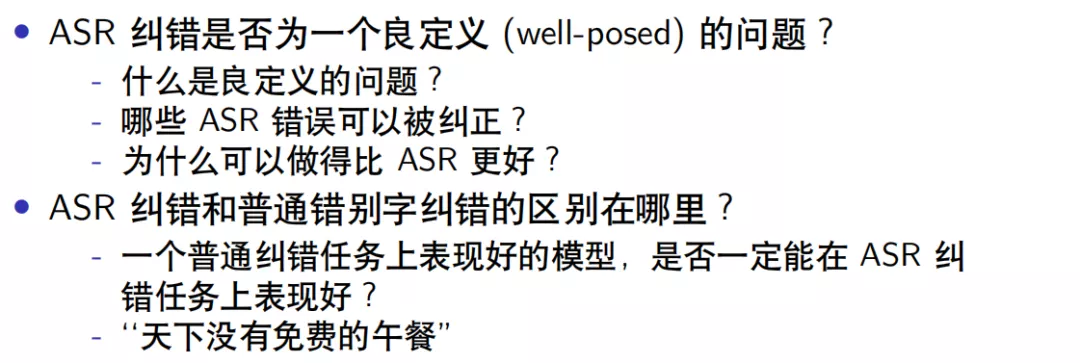 • ASR 纠错是否为一个良定义 (well-posed) 的问题？
- 什么是良定义的问题？
- 哪些 ASR 错误可以被纠正？
- 为什么可以做得比 ASR 更好？
• ASR 纠错和普通错别字纠错的区别在哪里？
- 一个普通纠错任务上表现好的模型，是否一定能在 ASR 纠
错任务上表现好？
- ‘‘天下没有免费的午餐”